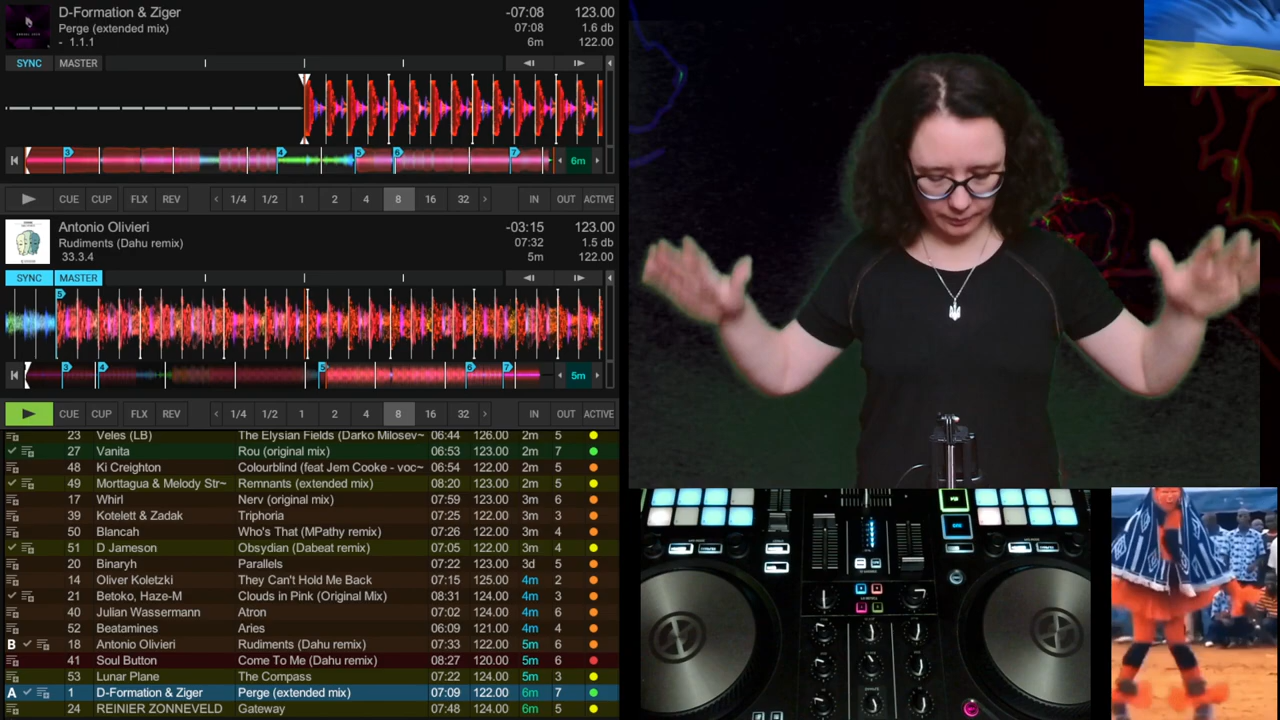 D-Formation & Ziger -07:08 123.00
Perge (extended mix) 07:08 1.6 db
- 1.1.1 6m 122.00
SYNC MASTER
3 4 5 6 7 6m
CUE CUP FLX REV < 1/4 1/2 1 2 4 8 16 32 > IN OUT ACTIVE
Antonio Olivieri -03:15 123.00
Rudiments (Dahu remix) 07:32 1.5 db
33.3.4 5m 122.00
SYNC MASTER
5
3 4 5 6 7 5m
CUE CUP FLX REV < 1/4 1/2 1 2 4 8 16 32 > IN OUT ACTIVE
23 Veles (LB) The Elysian Fields (Darko Milosev~ 06:44 126.00 2m 5
27 Vanita Rou (original mix) 06:53 123.00 2m 7
48 Ki Creighton Colourblind (feat Jem Cooke - voc~ 06:54 122.00 2m 5
49 Morttagua & Melody Str~ Remnants (extended mix) 08:20 123.00 2m 5
17 Whirl Nerv (original mix) 07:59 123.00 3m 6
39 Kotelett & Zadak Triphoria 07:25 122.00 3m 3
50 Blancah Who's That (MPathy remix) 07:26 122.00 3m 4
51 D Jameson Obsydian (Dabeat remix) 07:05 122.00 3m 4
20 Binaryh Parallels 07:22 123.00 3d 5
14 Oliver Koletzki They Can't Hold Me Back 07:15 125.00 4m 2
21 Betoko, Haze-M Clouds in Pink (Original Mix) 08:31 124.00 4m 3
40 Julian Wassermann Atron 07:02 124.00 4m 6
52 Beatamines Aries 06:09 121.00 4m 4
B 18 Antonio Olivieri Rudiments (Dahu remix) 07:33 122.00 5m 6
41 Soul Button Come To Me (Dahu remix) 08:27 120.00 5m 6
53 Lunar Plane The Compass 07:22 124.00 5m 3
A 1 D-Formation & Ziger Perge (extended mix) 07:09 122.00 6m 7
24 REINIER ZONNEVELD Gateway 07:48 124.00 6m 5